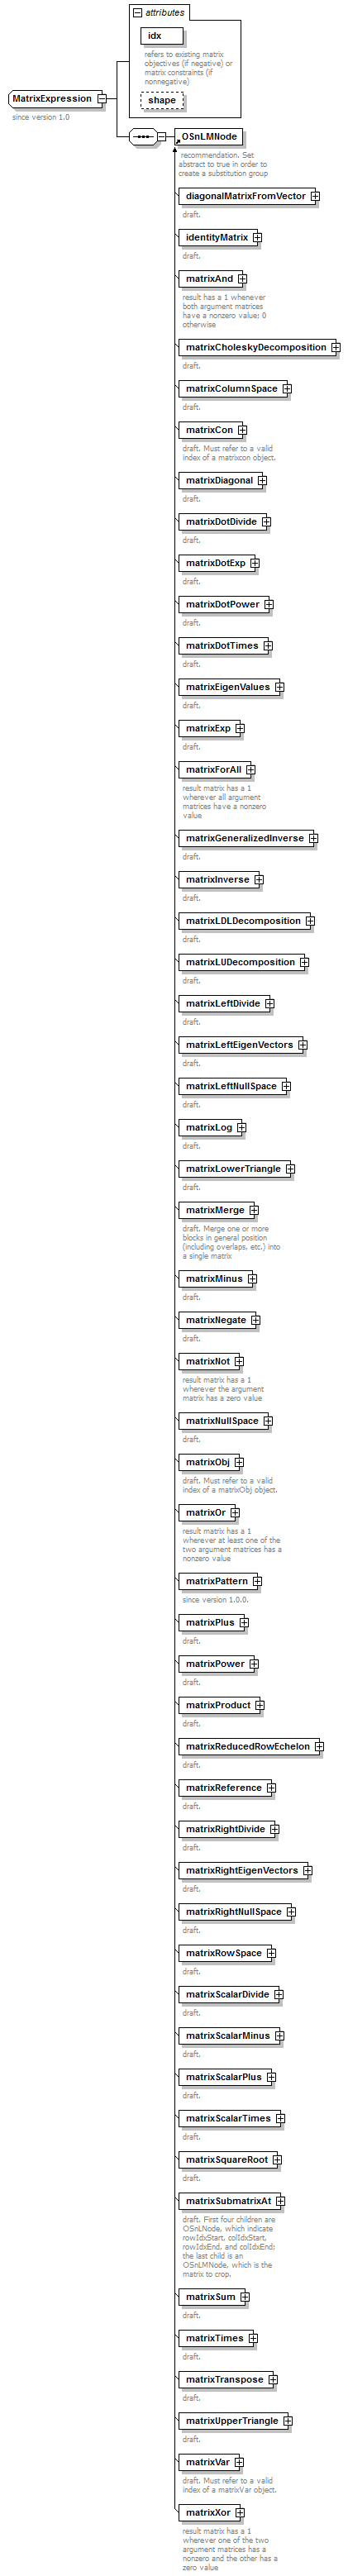 attributes
idx
refers to existing matrix
objectives (if negative) or
matrix constraints (if
nonnegative)
MatrixExpression
shape
since version 1.0
OSnLMNode
recommendation. Set
abstract to true in order to
create a substitution group
diagonalMatrixFromVector
draft.
identityMatrix
draft.
matrixAnd
result has a 1 whenever
both argument matrices
have a nonzero value; 0
otherwise
matrixCholeskyDecomposition
draft.
matrixColumnSpace
draft.
matrixCon
draft. Must refer to a valid
index of a matrixcon object.
matrixDiagonal
draft.
matrixDotDivide
draft.
matrixDotExp
draft.
matrixDotPower
draft.
matrixDotTimes
draft.
matrixEigenValues
draft.
matrixExp
draft.
matrixForAll
result matrix has a 1
wherever all argument
matrices have a nonzero
value
matrixGeneralizedInverse
draft.
matrixInverse
draft.
matrixLDLDecomposition
draft.
matrixLUDecomposition
draft.
matrixLeftDivide
draft.
matrixLeftEigenVectors
draft.
matrixLeftNullSpace
draft.
matrixLog
draft.
matrixLowerTriangle
draft.
matrixMerge
draft. Merge one or more
blocks in general position
(including overlaps, etc.) into
a single matrix
matrixMinus
draft.
matrixNegate
draft.
matrixNot
result matrix has a 1
wherever the argument
matrix has a zero value
matrixNullSpace
draft.
matrixObj
draft. Must refer to a valid
index of a matrixObj object.
matrixOr
result matrix has a 1
wherever at least one of the
two argument matrices has a
nonzero value
matrixPattern
since version 1.0.0.
matrixPlus
draft.
matrixPower
draft.
matrixProduct
draft.
matrixReducedRowEchelon
draft.
matrixReference
draft.
matrixRightDivide
draft.
matrixRightEigenVectors
draft.
matrixRightNullSpace
draft.
matrixRowSpace
draft.
matrixScalarDivide
draft.
matrixScalarMinus
draft.
matrixScalarPlus
draft.
matrixScalarTimes
draft.
matrixSquareRoot
draft.
matrixSubmatrixAt
draft. First four children are
OSnLNode, which indicate
rowIdxStart, colIdxStart,
rowIdxEnd, and colIdxEnd;
the last child is an
OSnLMNode, which is the
matrix to crop.
matrixSum
draft.
matrixTimes
draft.
matrixTranspose
draft.
matrixUpperTriangle
draft.
matrixVar
draft. Must refer to a valid
index of a matrixVar object.
matrixXor
result matrix has a 1
wherever one of the two
argument matrices has a
nonzero and the other has a
zero value